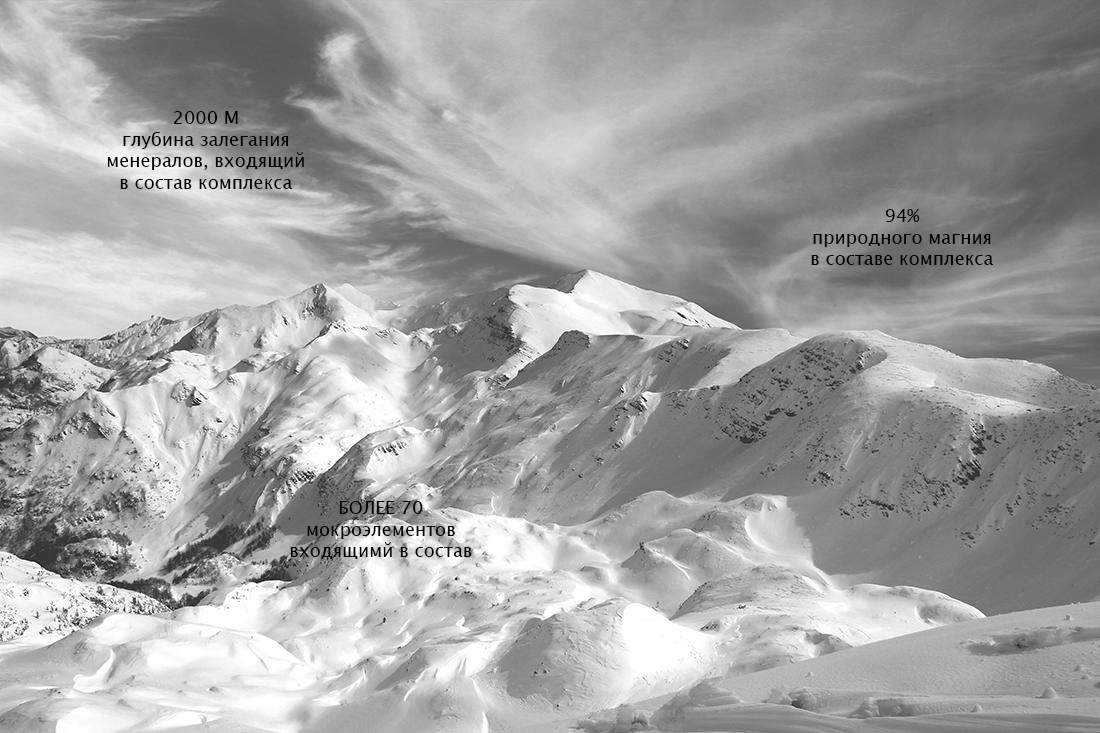 2000 М
глубина залегания
менералов, входящий
в состав комплекса
94%
природного магния
в составе комплекса
БОЛЕЕ 70
мокроэлементов
входящимй в состав